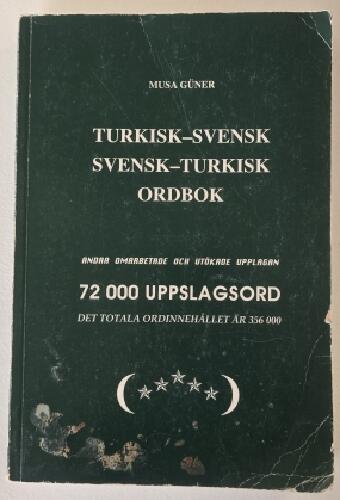 MUSA GÜNER
TURKISK–SVENSK
SVENSK–TURKISK
ORDBOK
ANDRA OMARBETADE OCH UTÖKADE UPPLAGAN
72 000 UPPSLAGSORD
DET TOTALA ORDINNEHÅLLET ÄR 356 000